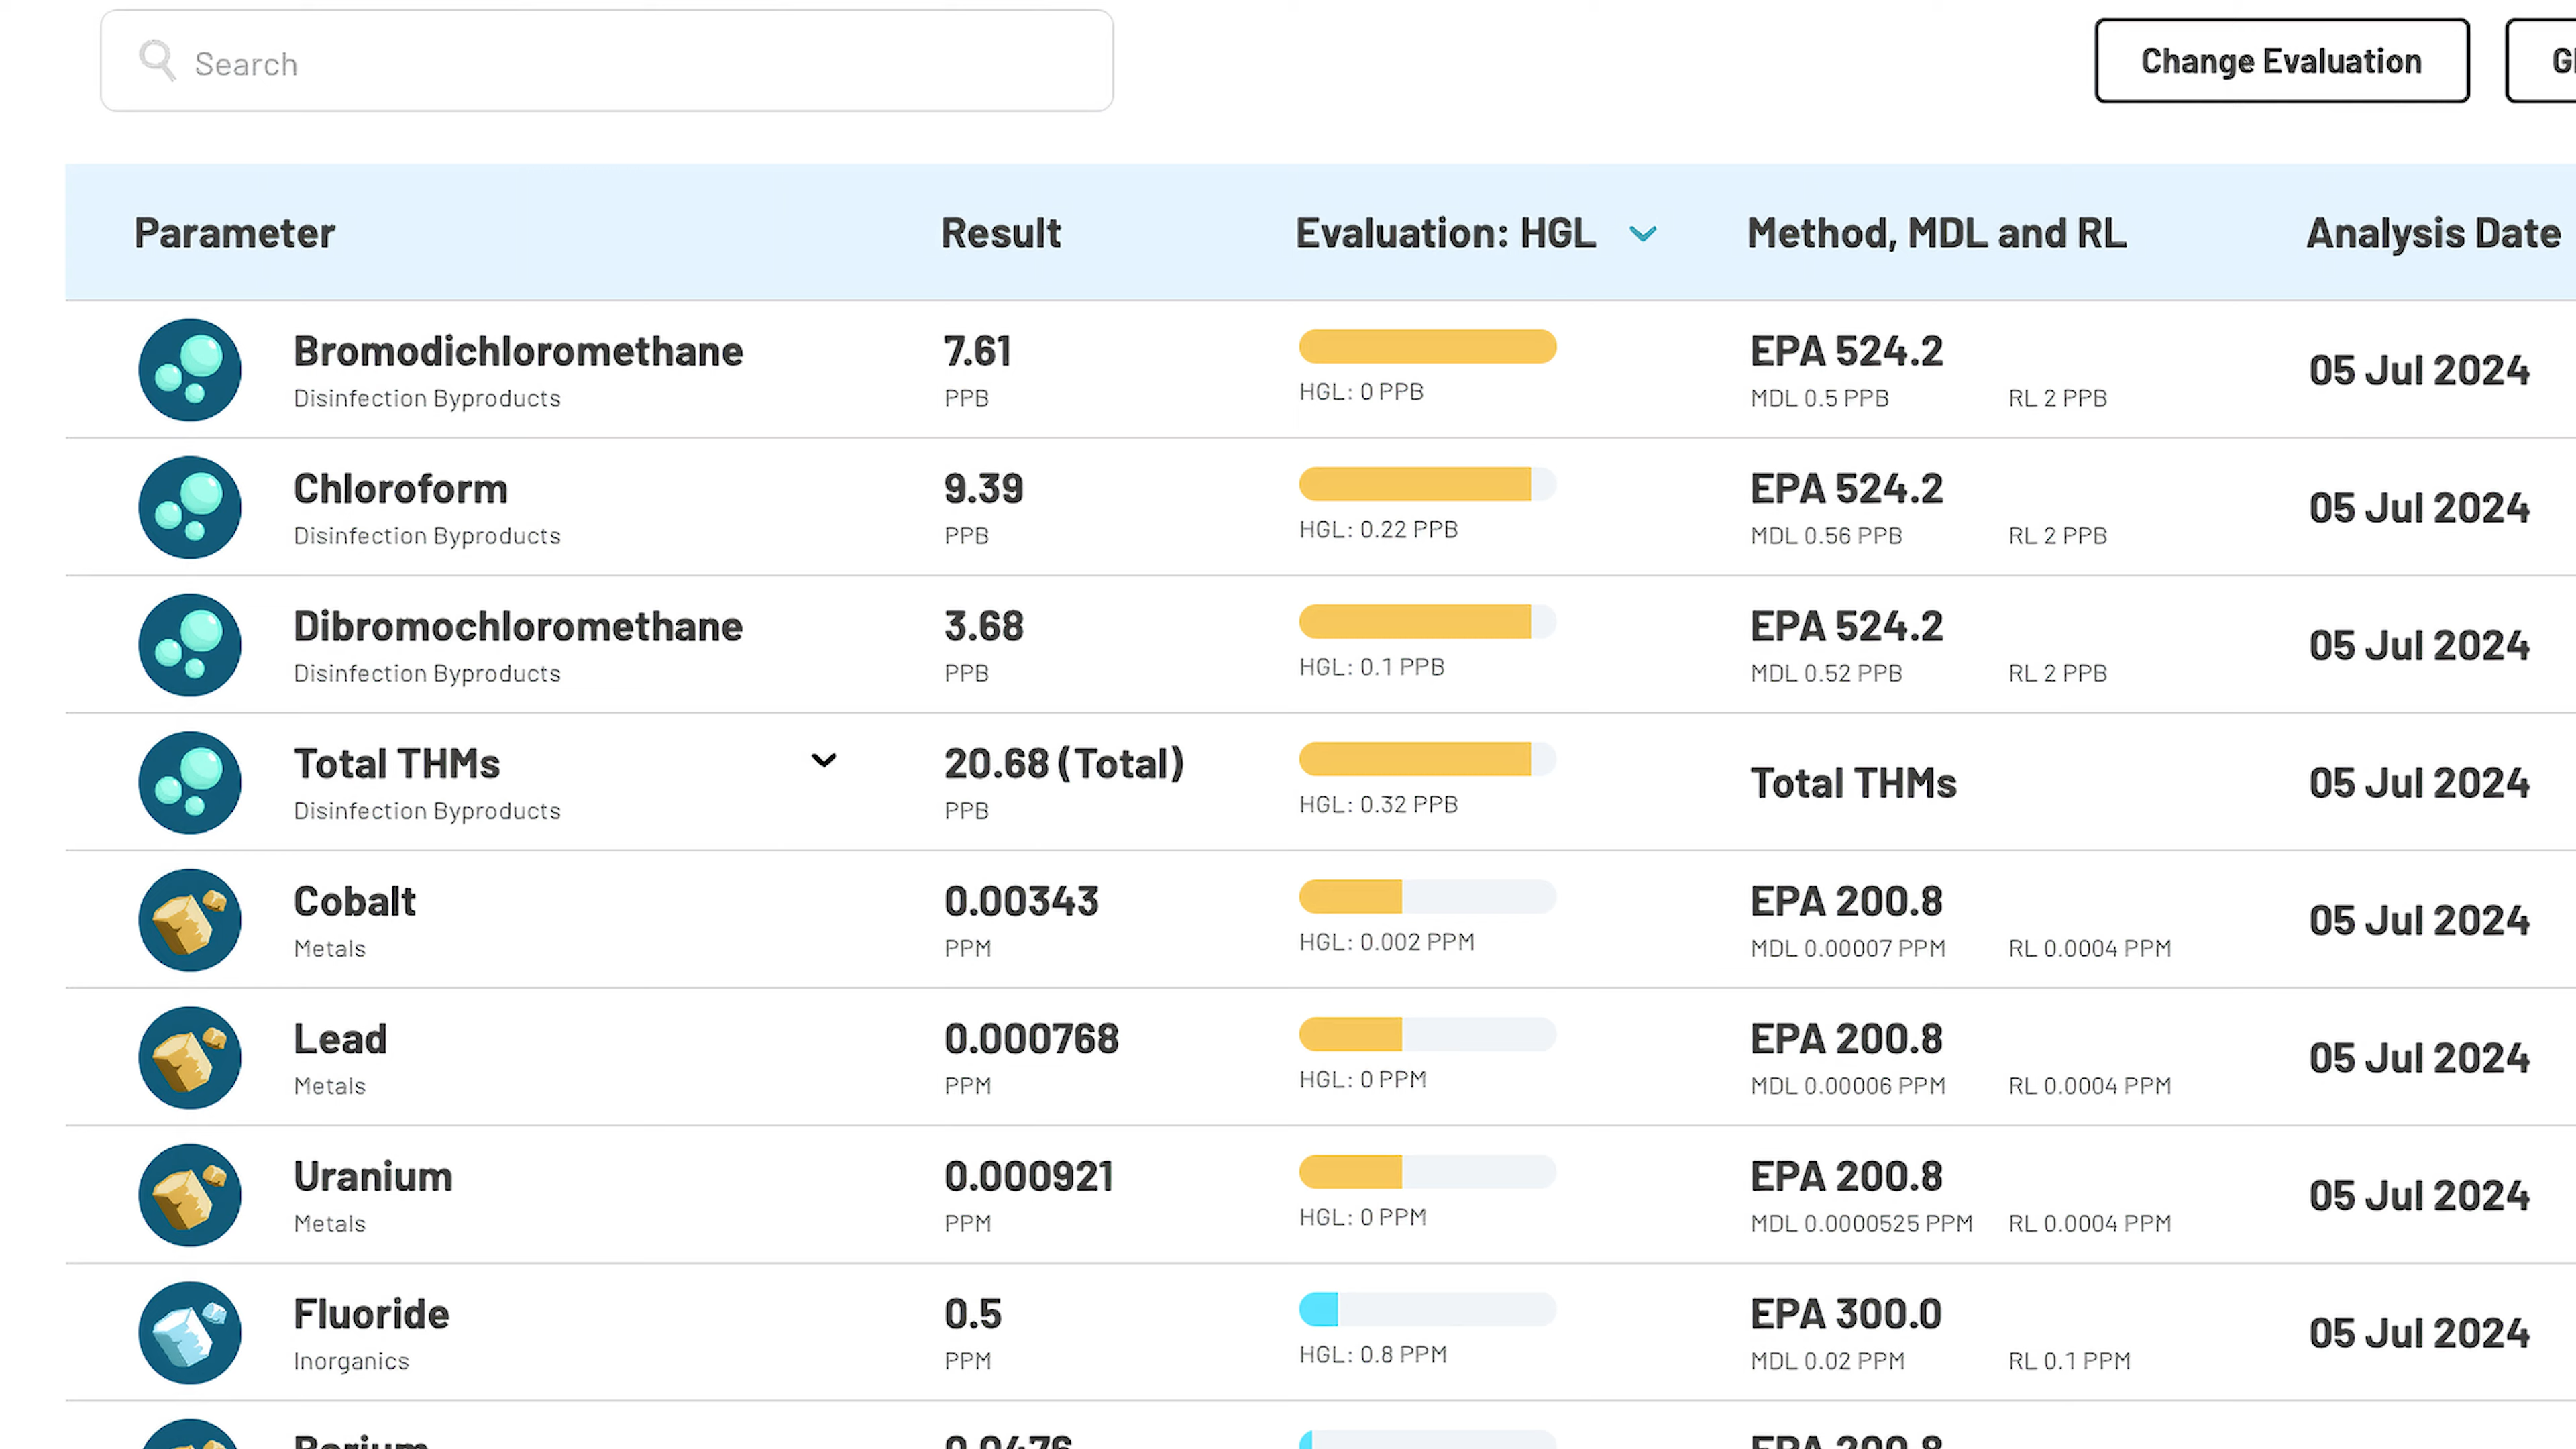 Search
Change Evaluation
Parameter Result Evaluation: HGL Method, MDL and RL Analysis Date
Bromodichloromethane 7.61 EPA 524.2 05 Jul 2024
Disinfection Byproducts PPB HGL: 0 PPB MDL 0.5 PPB RL 2 PPB
Chloroform 9.39 EPA 524.2 05 Jul 2024
Disinfection Byproducts PPB HGL: 0.22 PPB MDL 0.56 PPB RL 2 PPB
Dibromochloromethane 3.68 EPA 524.2 05 Jul 2024
Disinfection Byproducts PPB HGL: 0.1 PPB MDL 0.52 PPB RL 2 PPB
Total THMs 20.68 (Total) Total THMs 05 Jul 2024
Disinfection Byproducts PPB HGL: 0.32 PPB
Cobalt 0.00343 EPA 200.8 05 Jul 2024
Metals PPM HGL: 0.002 PPM MDL 0.00007 PPM RL 0.0004 PPM
Lead 0.000768 EPA 200.8 05 Jul 2024
Metals PPM HGL: 0 PPM MDL 0.00006 PPM RL 0.0004 PPM
Uranium 0.000921 EPA 200.8 05 Jul 2024
Metals PPM HGL: 0 PPM MDL 0.0000525 PPM RL 0.0004 PPM
Fluoride 0.5 EPA 300.0 05 Jul 2024
Inorganics PPM HGL: 0.8 PPM MDL 0.02 PPM RL 0.1 PPM
Barium 0.0476 EPA 200.8